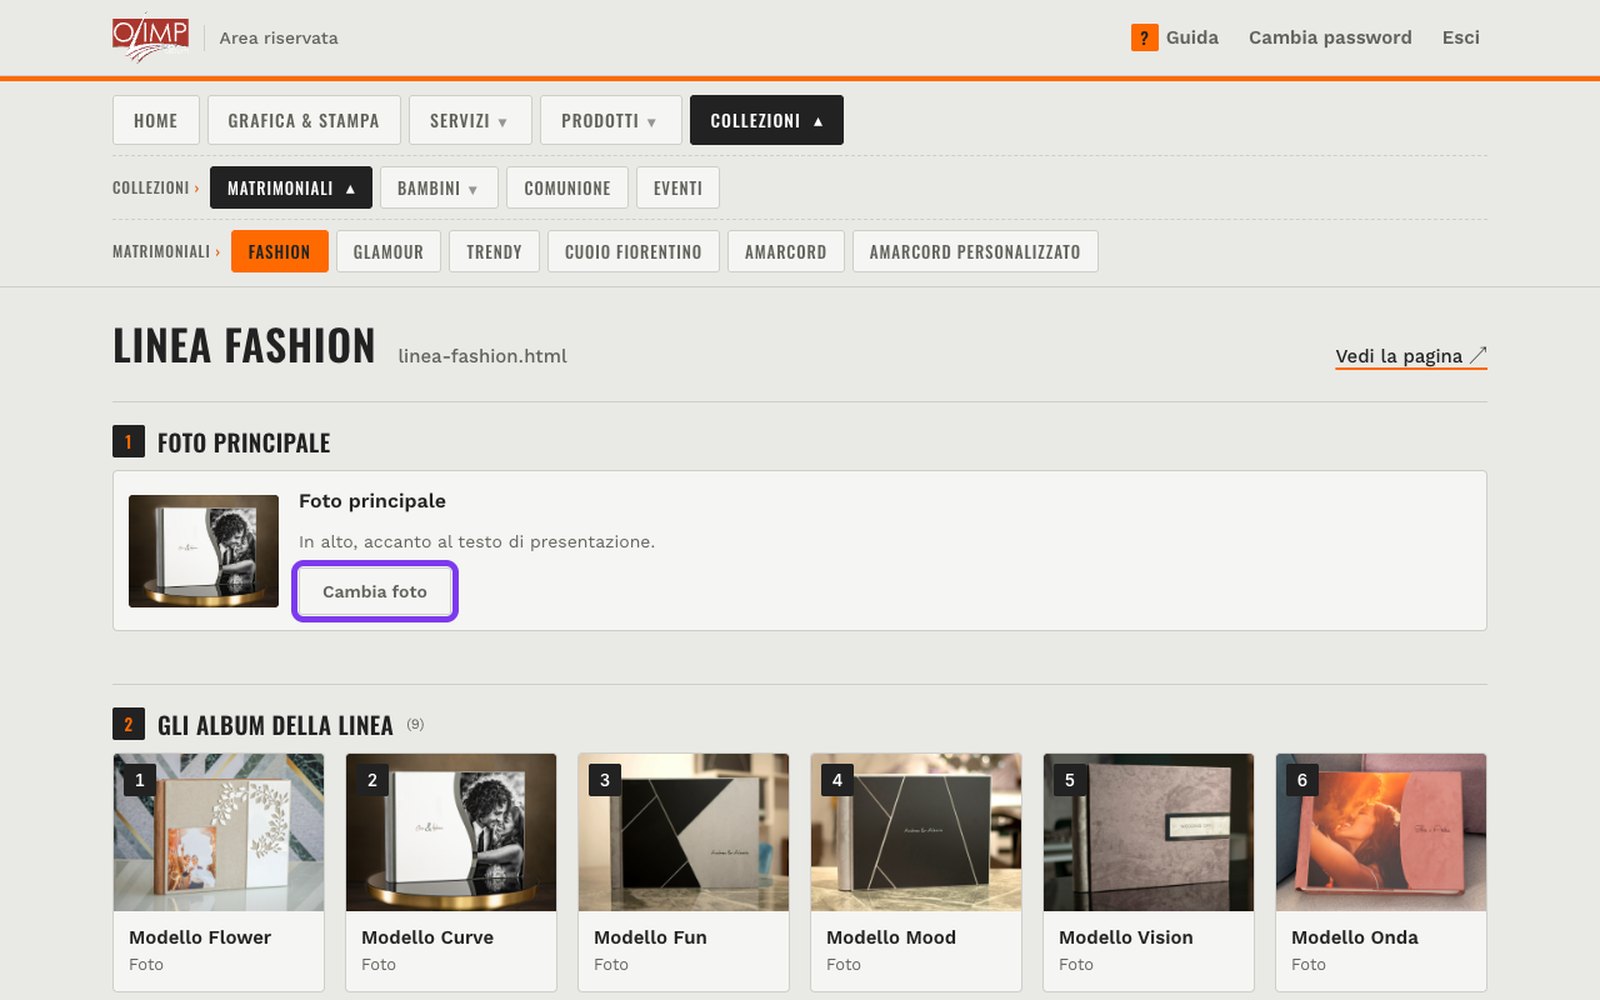 OLIMP
Area riservata
? Guida
Cambia password
Esci
HOME
GRAFICA & STAMPA
SERVIZI ▼
PRODOTTI ▼
COLLEZIONI ▲
COLLEZIONI ›
MATRIMONIALI ▲
BAMBINI ▼
COMUNIONE
EVENTI
MATRIMONIALI ›
FASHION
GLAMOUR
TRENDY
CUOIO FIORENTINO
AMARCORD
AMARCORD PERSONALIZZATO
LINEA FASHION
linea-fashion.html
Vedi la pagina ↗
1 FOTO PRINCIPALE
Foto principale
In alto, accanto al testo di presentazione.
Cambia foto
2 GLI ALBUM DELLA LINEA (9)
1
Modello Flower
Foto
2
Modello Curve
Foto
3
Modello Fun
Foto
4
Modello Mood
Foto
5
Modello Vision
Foto
6
Modello Onda
Foto